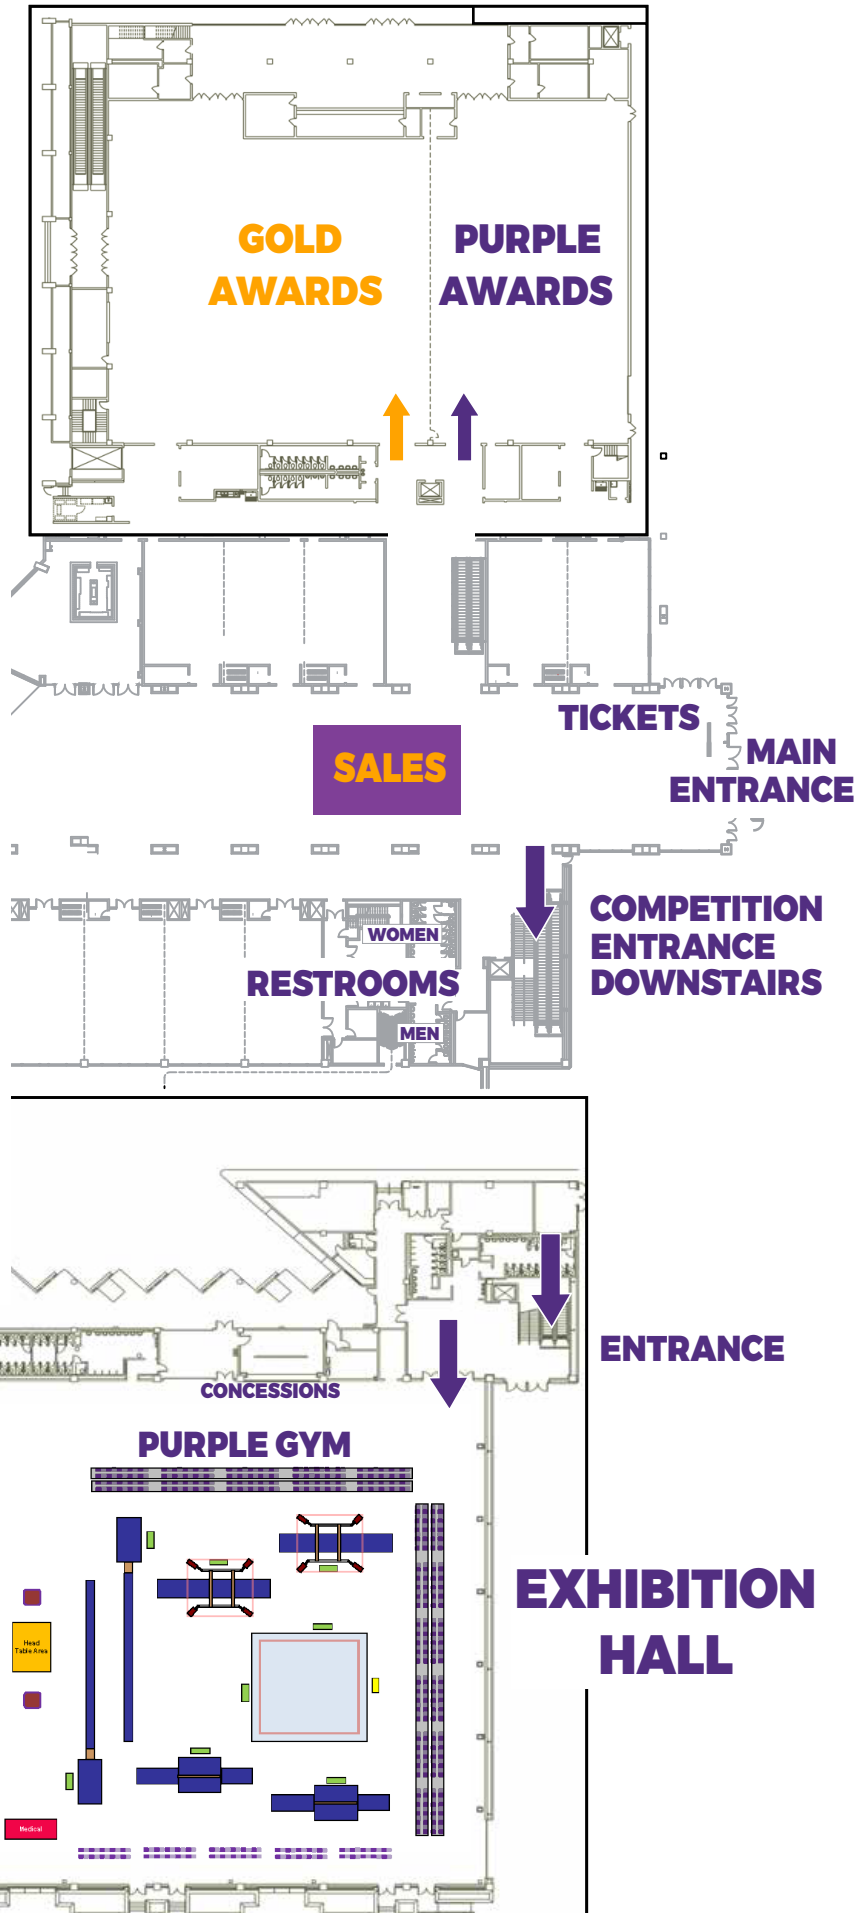 GOLD
AWARDS
PURPLE
AWARDS
TICKETS
SALES
MAIN
ENTRANCE
COMPETITION
ENTRANCE
DOWNSTAIRS
WOMEN
RESTROOMS
MEN
ENTRANCE
CONCESSIONS
PURPLE GYM
EXHIBITION
HALL
Head
Table Area
Medical